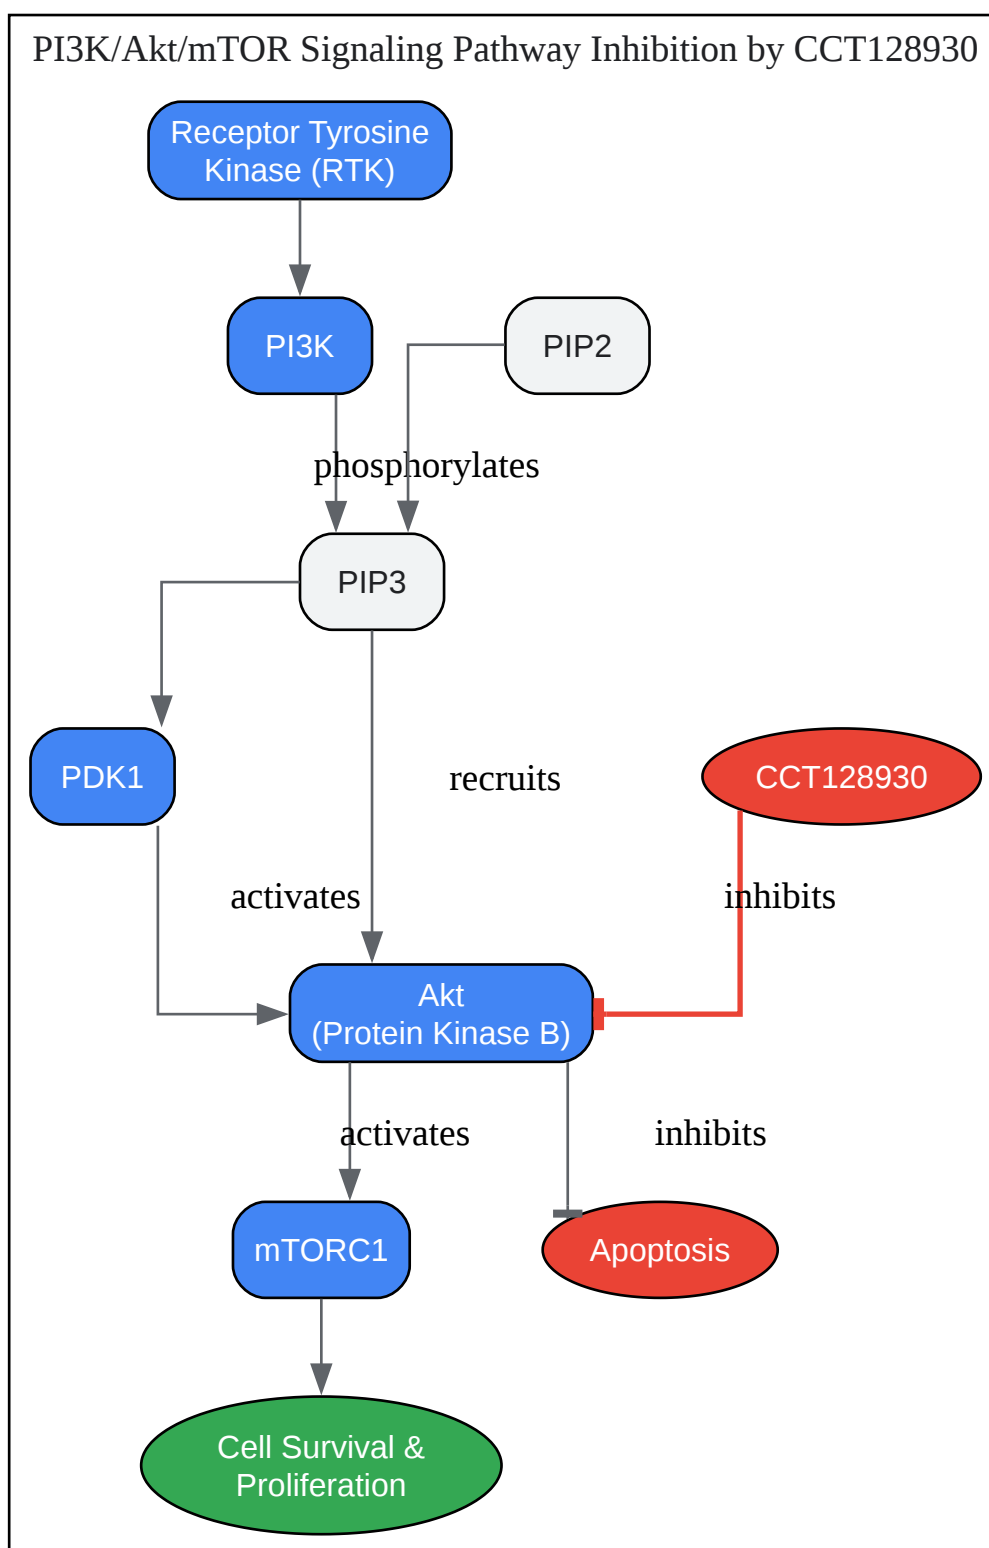 PI3K/Akt/mTOR Signaling Pathway Inhibition by CCT128930
Receptor Tyrosine
Kinase (RTK)
PI3K
PIP2
phosphorylates
PIP3
PDK1
recruits
CCT128930
activates
inhibits
Akt
(Protein Kinase B)
activates
inhibits
mTORC1
Apoptosis
Cell Survival &
Proliferation